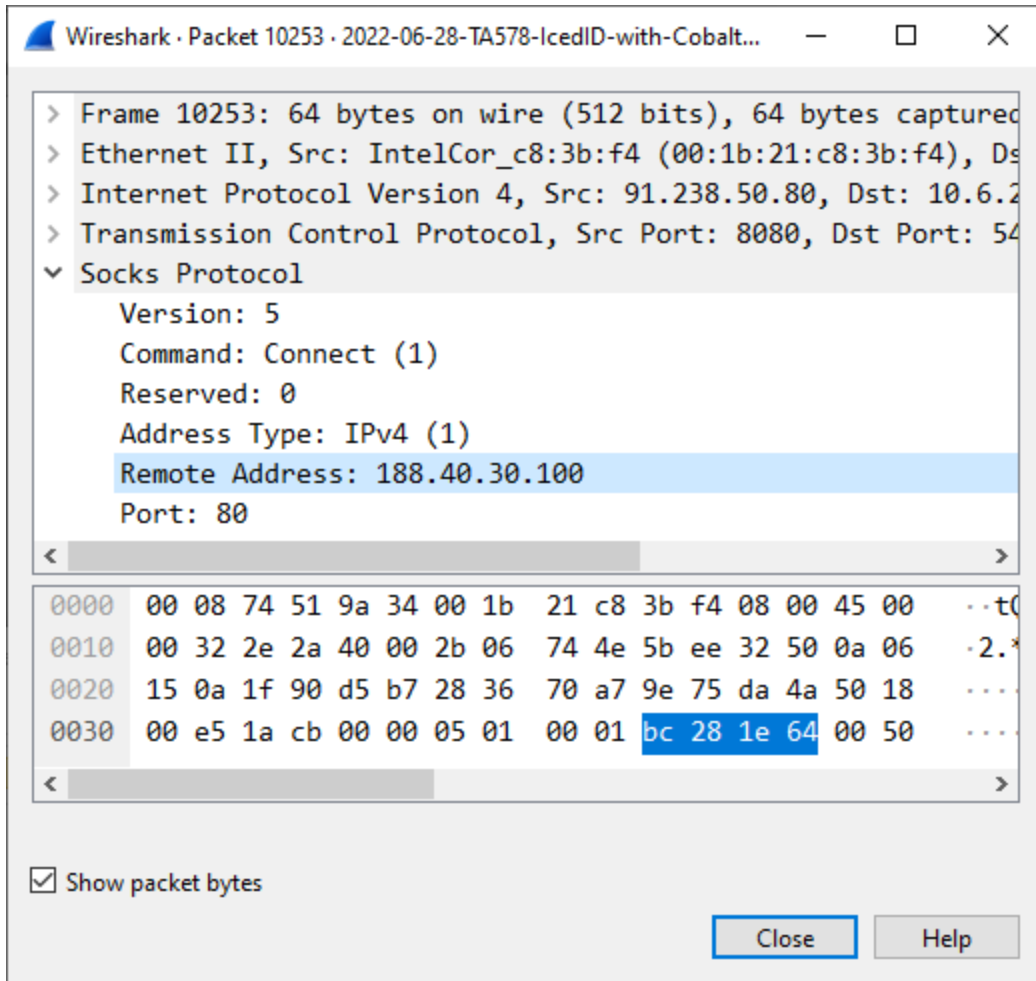 Wireshark · Packet 10253 · 2022-06-28-TA578-IcedID-with-Cobalt...
Frame 10253: 64 bytes on wire (512 bits), 64 bytes captured
Ethernet II, Src: IntelCor_c8:3b:f4 (00:1b:21:c8:3b:f4), Ds
Internet Protocol Version 4, Src: 91.238.50.80, Dst: 10.6.2
Transmission Control Protocol, Src Port: 8080, Dst Port: 54
Socks Protocol
Version: 5
Command: Connect (1)
Reserved: 0
Address Type: IPv4 (1)
Remote Address: 188.40.30.100
Port: 80
0000 00 08 74 51 9a 34 00 1b 21 c8 3b f4 08 00 45 00 ··tQ
0010 00 32 2e 2a 40 00 2b 06 74 4e 5b ee 32 50 0a 06 ·2.*
0020 15 0a 1f 90 d5 b7 28 36 70 a7 9e 75 da 4a 50 18 ····
0030 00 e5 1a cb 00 00 05 01 00 01 bc 28 1e 64 00 50 ····
Show packet bytes
Close Help